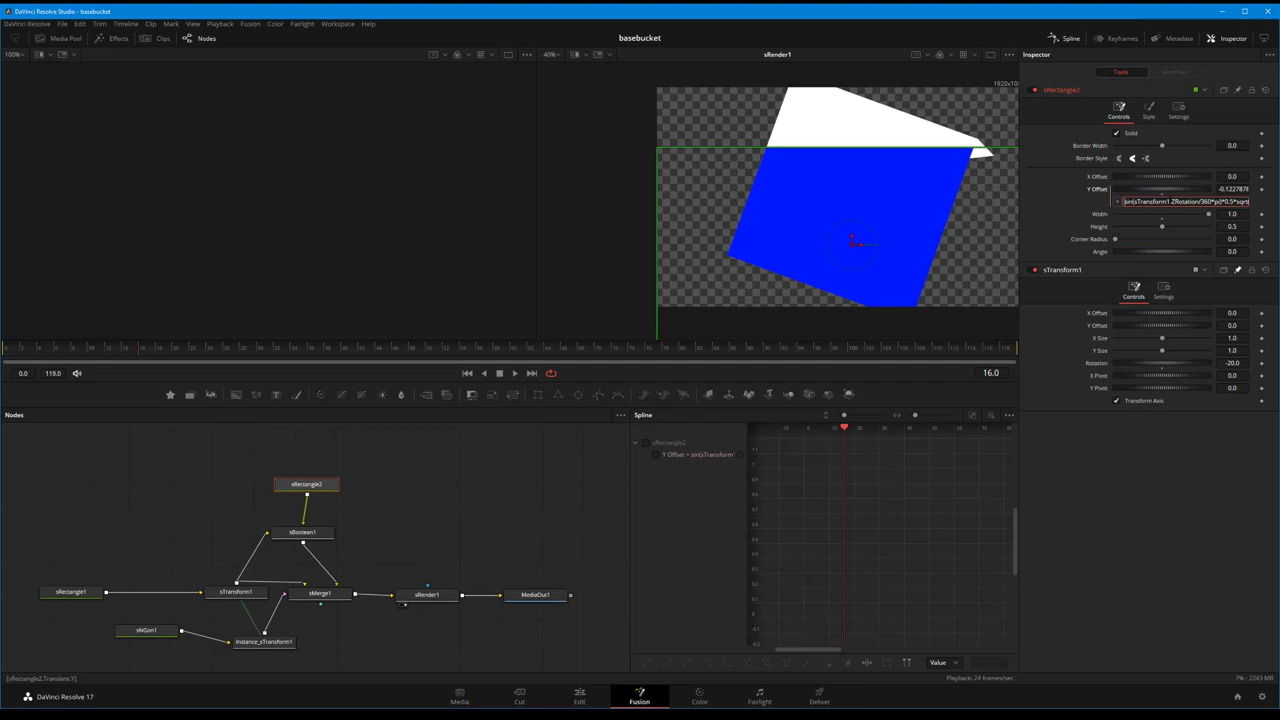 DaVinci Resolve Studio - basebucket
DaVinci Resolve File Edit Trim Timeline Clip Mark View Playback Fusion Color Fairlight Workspace Help
Media Pool Effects Clips Nodes basebucket Spline Keyframes Metadata Inspector
100% 40% sRender1 Inspector
Tools Modifiers
1920x10
sRectangle2
Controls Style Settings
Solid
Border Width 0.0
Border Style
X Offset 0.0
Y Offset -0.1227878
sin(sTransform1.ZRotation/360*pi)*0.5*sqrt
Width 1.0
Height 0.5
Corner Radius 0.0
Angle 0.0
sTransform1
Controls Settings
X Offset 0.0
Y Offset 0.0
X Size 1.0
Y Size 1.0
Rotation -20.0
X Pivot 0.0
Y Pivot 0.0
Transform Axis
0.0 119.0 16.0
Nodes Spline
sRectangle2
Y Offset = sin(sTransform
sRectangle2
sBoolean1
sRectangle1 sTransform1 sMerge1 sRender1 MediaOut1
sNGon1
Instance_sTransform1
Value
[sRectangle2.Translate.Y] Playback: 24 frames/sec 7% - 2243 MB
DaVinci Resolve 17 Media Cut Edit Fusion Color Fairlight Deliver